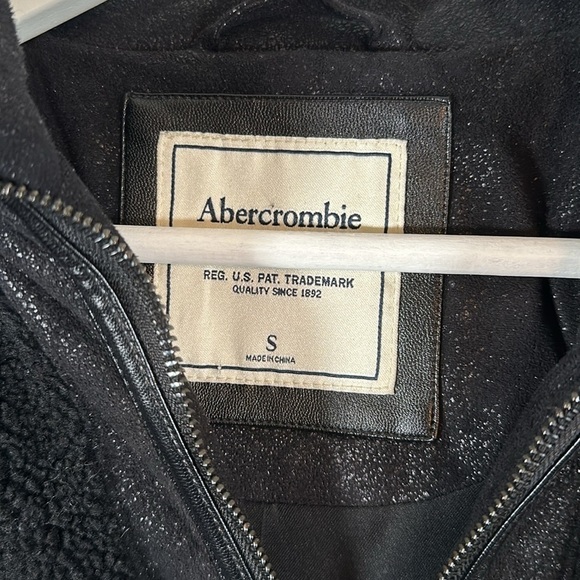 Abercrombie
REG. U.S. PAT. TRADEMARK
QUALITY SINCE 1892
S
MADE IN CHINA